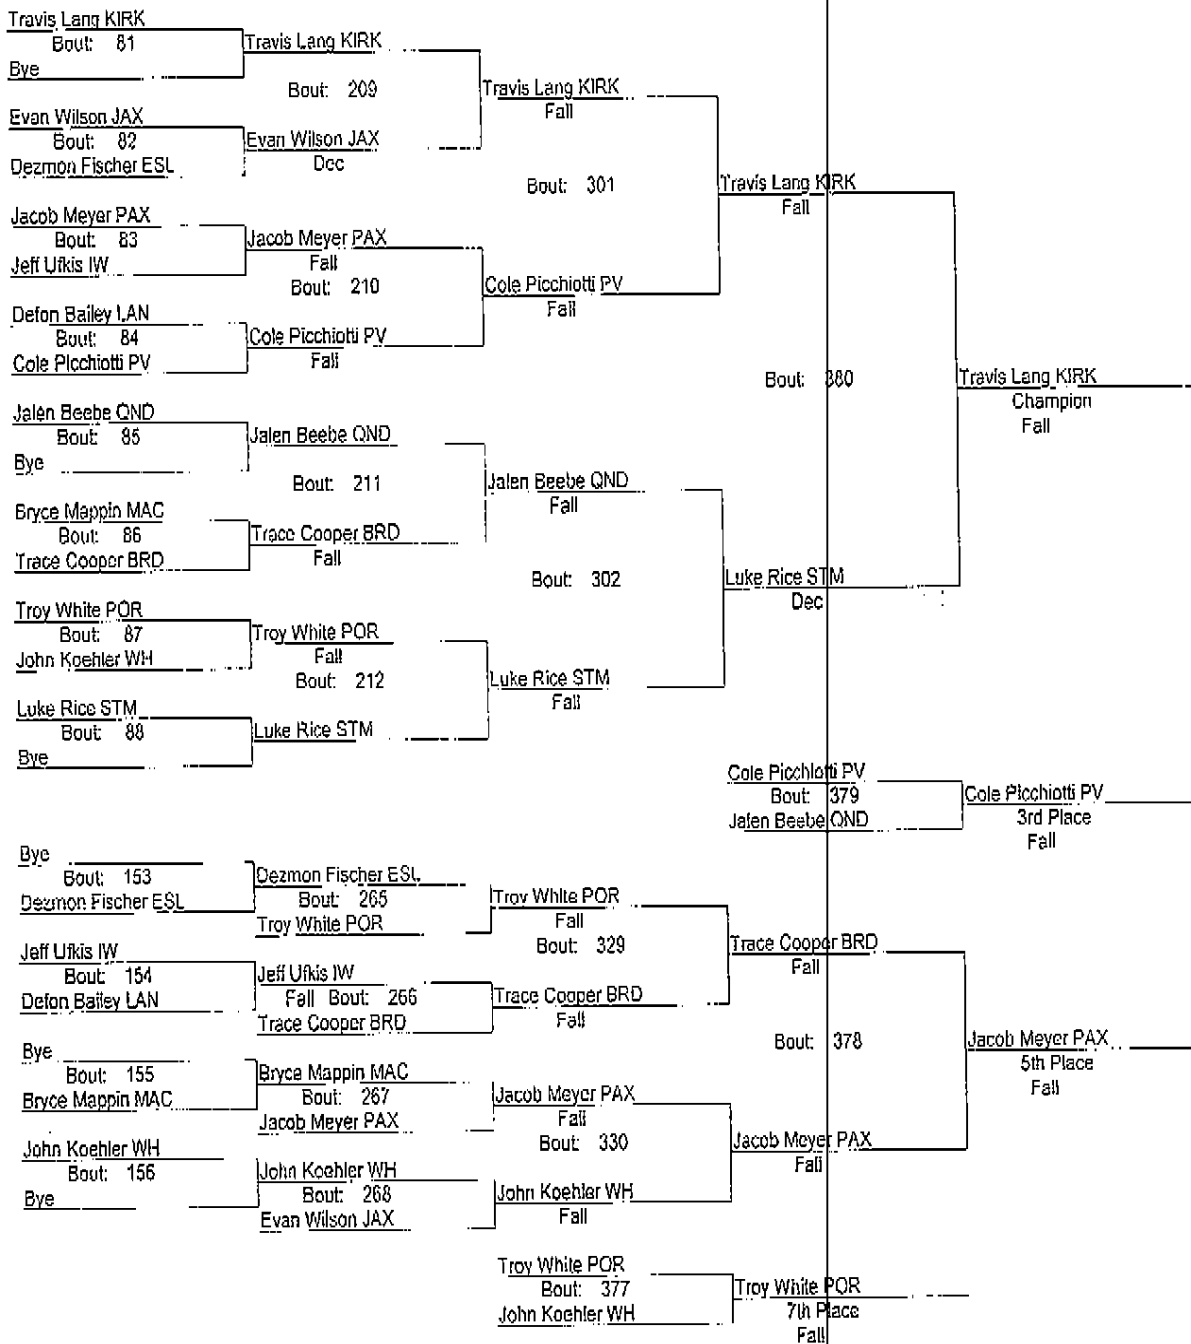 Travis Lang KIRK
Bout: 81
Bye
Travis Lang KIRK
Bout: 209
Evan Wilson JAX
Bout: 82
Dezmon Fischer ESL
Evan Wilson JAX
Dec
Travis Lang KIRK
Fall
Bout: 301
Jacob Meyer PAX
Bout: 83
Jeff Ufkis IW
Jacob Meyer PAX
Fall
Bout: 210
Defon Bailey LAN
Bout: 84
Cole Picchiotti PV
Cole Picchiotti PV
Fall
Cole Picchiotti PV
Fall
Travis Lang KIRK
Fall
Bout: 380
Travis Lang KIRK
Champion
Fall
Jalen Beebe QND
Bout: 85
Bye
Jalen Beebe QND
Bout: 211
Bryce Mappin MAC
Bout: 86
Trace Cooper BRD
Trace Cooper BRD
Fall
Jalen Beebe QND
Fall
Bout: 302
Troy White POR
Bout: 87
John Koehler WH
Troy White POR
Fall
Bout: 212
Luke Rice STM
Bout: 88
Bye
Luke Rice STM
Luke Rice STM
Fall
Luke Rice STM
Dec
Cole Picchiotti PV
Bout: 379
Jalen Beebe QND
Cole Picchiotti PV
3rd Place
Fall
Bye
Bout: 153
Dezmon Fischer ESL
Dezmon Fischer ESL
Bout: 265
Troy White POR
Troy White POR
Fall
Bout: 329
Jeff Ufkis IW
Bout: 154
Defon Bailey LAN
Jeff Ufkis IW
Fall Bout: 266
Trace Cooper BRD
Trace Cooper BRD
Fall
Trace Cooper BRD
Fall
Bout: 378
Bye
Bout: 155
Bryce Mappin MAC
Bryce Mappin MAC
Bout: 267
Jacob Meyer PAX
Jacob Meyer PAX
Fall
Bout: 330
John Koehler WH
Bout: 156
Bye
John Koehler WH
Bout: 268
Evan Wilson JAX
John Koehler WH
Fall
Jacob Meyer PAX
Fall
Jacob Meyer PAX
5th Place
Fall
Troy White POR
Bout: 377
John Koehler WH
Troy White POR
7th Place
Fall